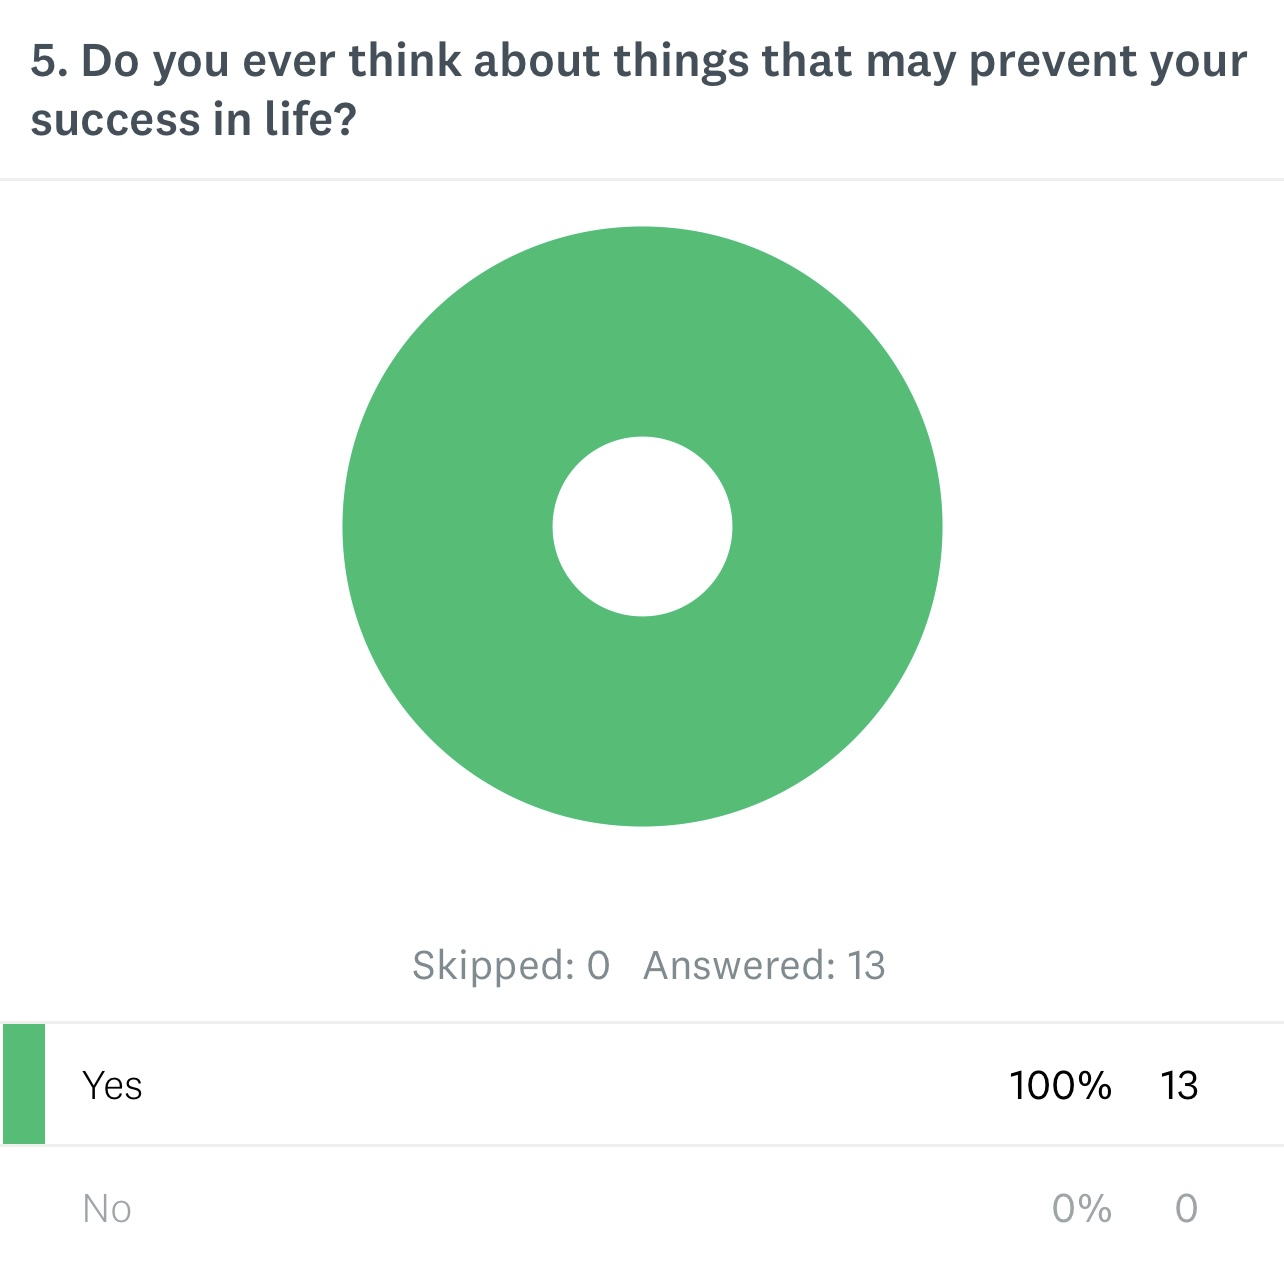 5. Do you ever think about things that may prevent your
success in life?
Skipped: 0 Answered: 13
Yes 100% 13
No 0% 0